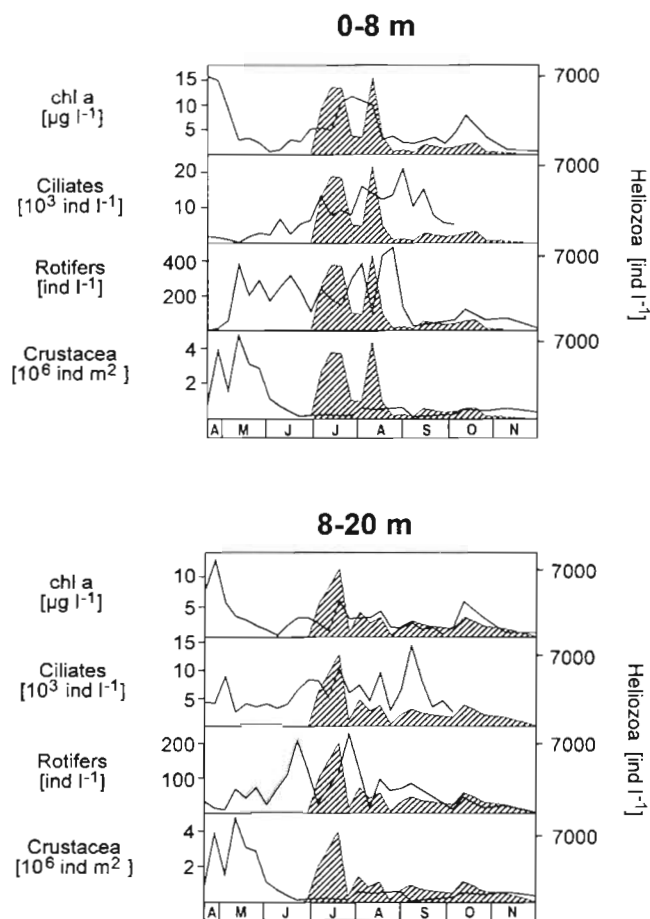 0-8 m
chl a
[µg l-1]
15
10
5
7000
Ciliates
[10³ ind l-1]
20
10
7000
Rotifers
[ind l-1]
400
200
7000
Crustacea
[10⁶ ind m²]
4
2
7000
Heliozoa [ind l-1]
A M J J A S O N
8-20 m
chl a
[µg l-1]
10
5
7000
Ciliates
[10³ ind l-1]
15
10
5
7000
Rotifers
[ind l-1]
200
100
7000
Crustacea
[10⁶ ind m²]
4
2
7000
Heliozoa [ind l-1]
A M J J A S O N